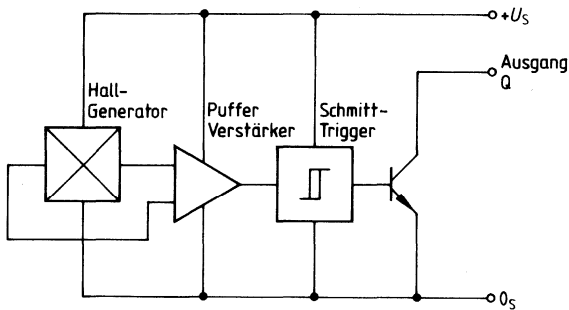 +U_S
Ausgang
Q
Hall-
Generator
Puffer
Verstärker
Schmitt-
Trigger
0_S